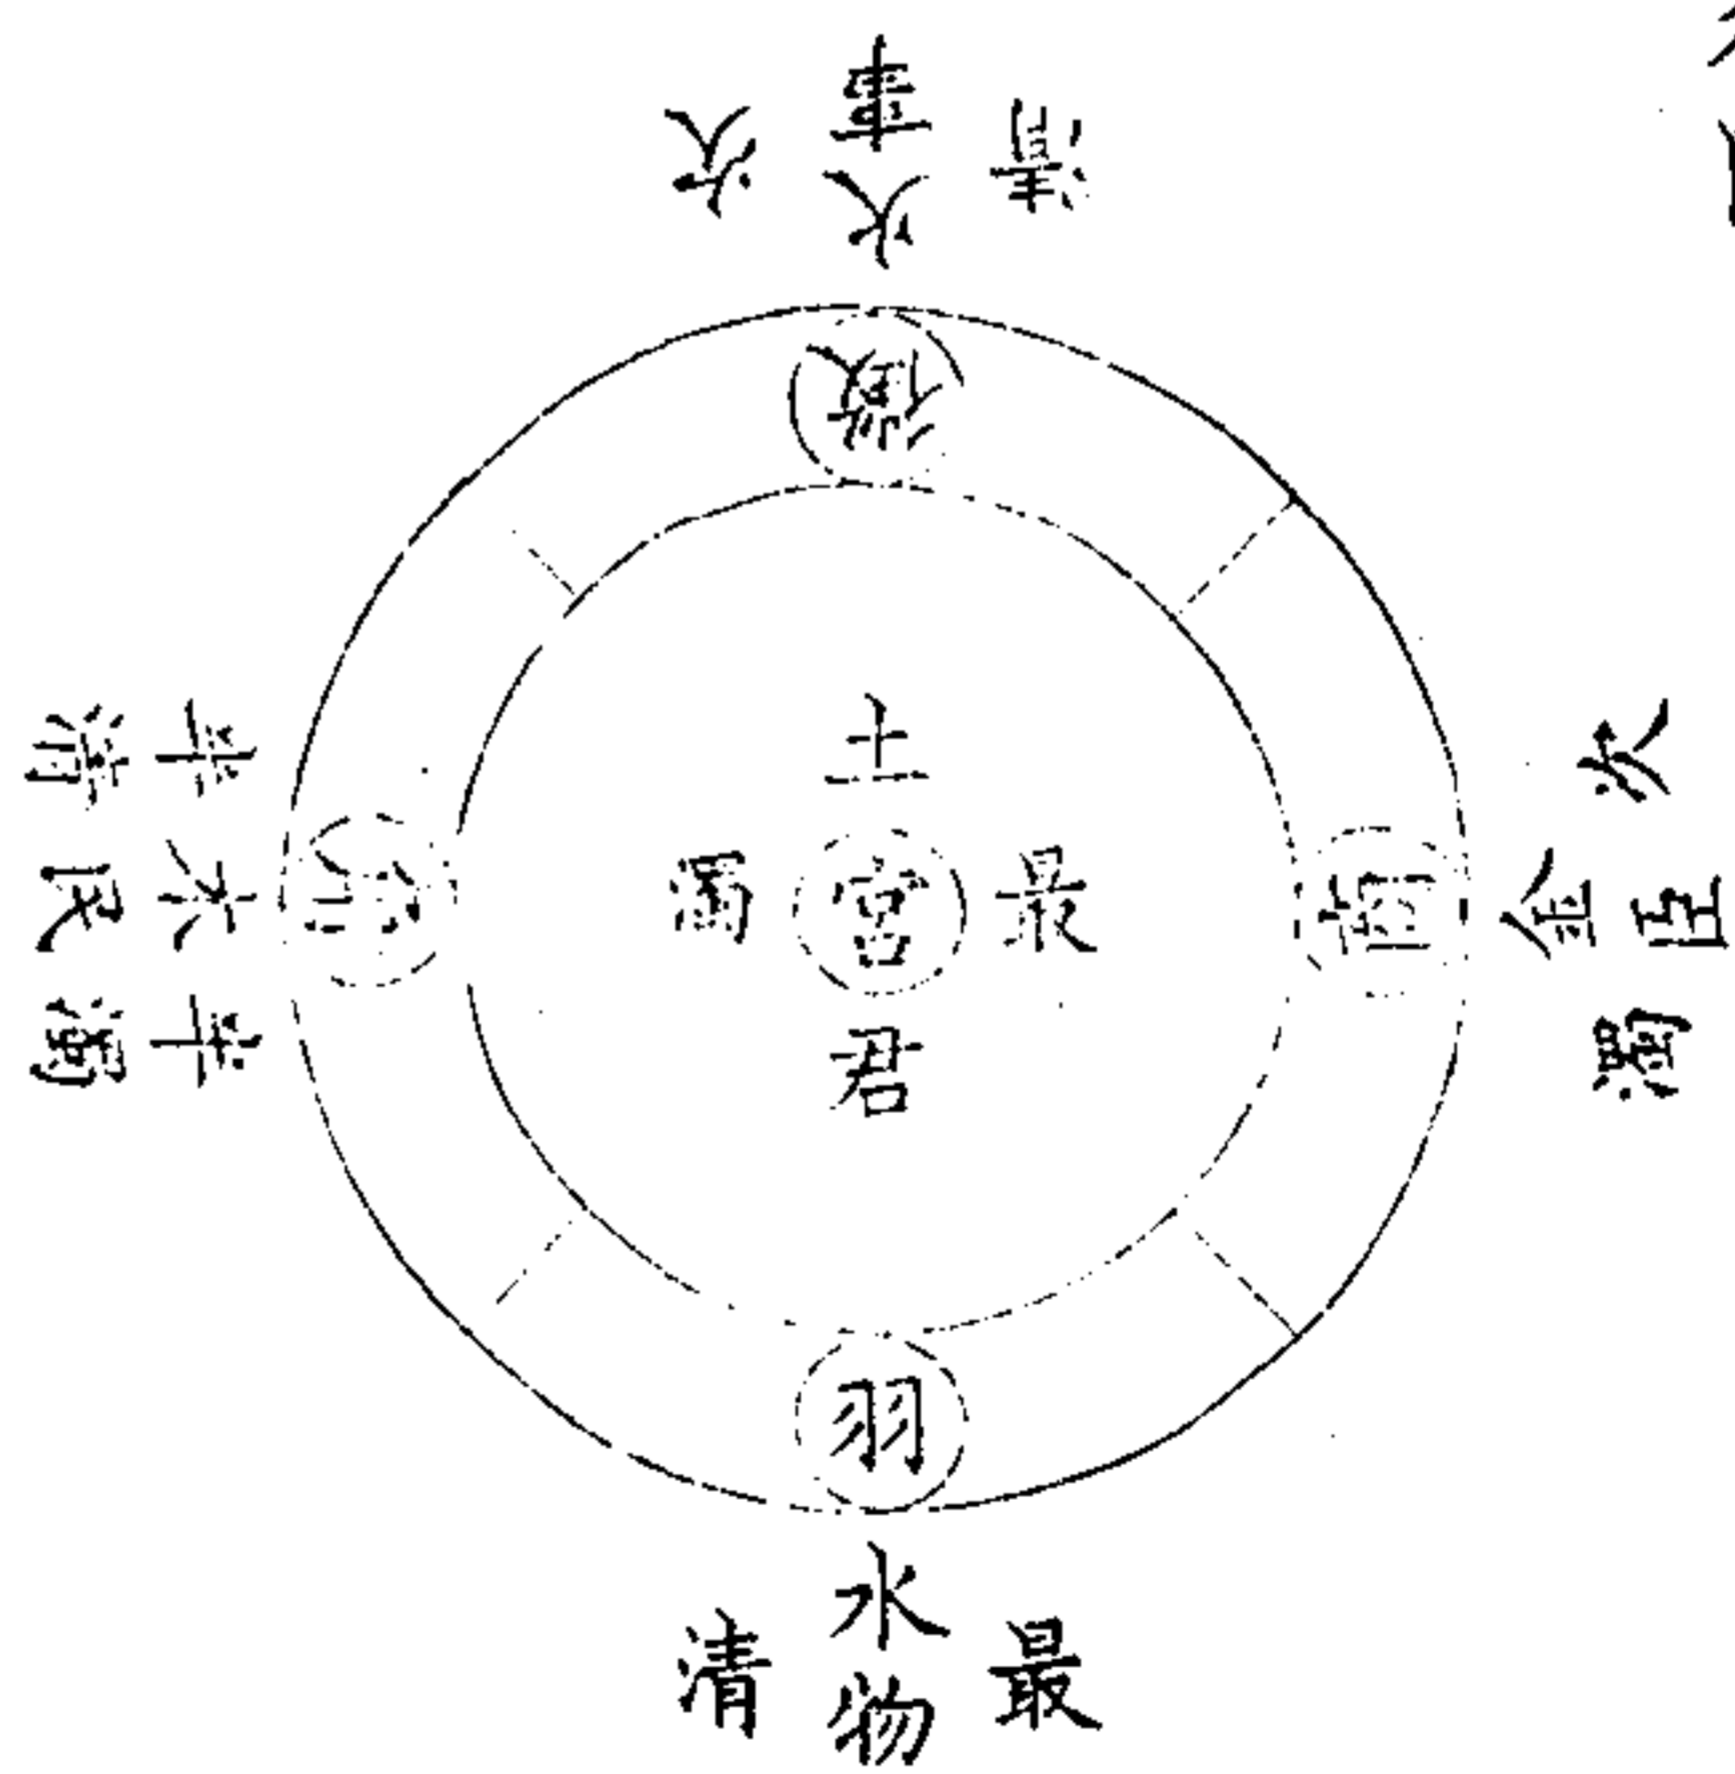 徵
火
事
次清
土
宮
君
最濁
角
木
民
半清
半濁
商
金
臣
次濁
羽
水
物
最清